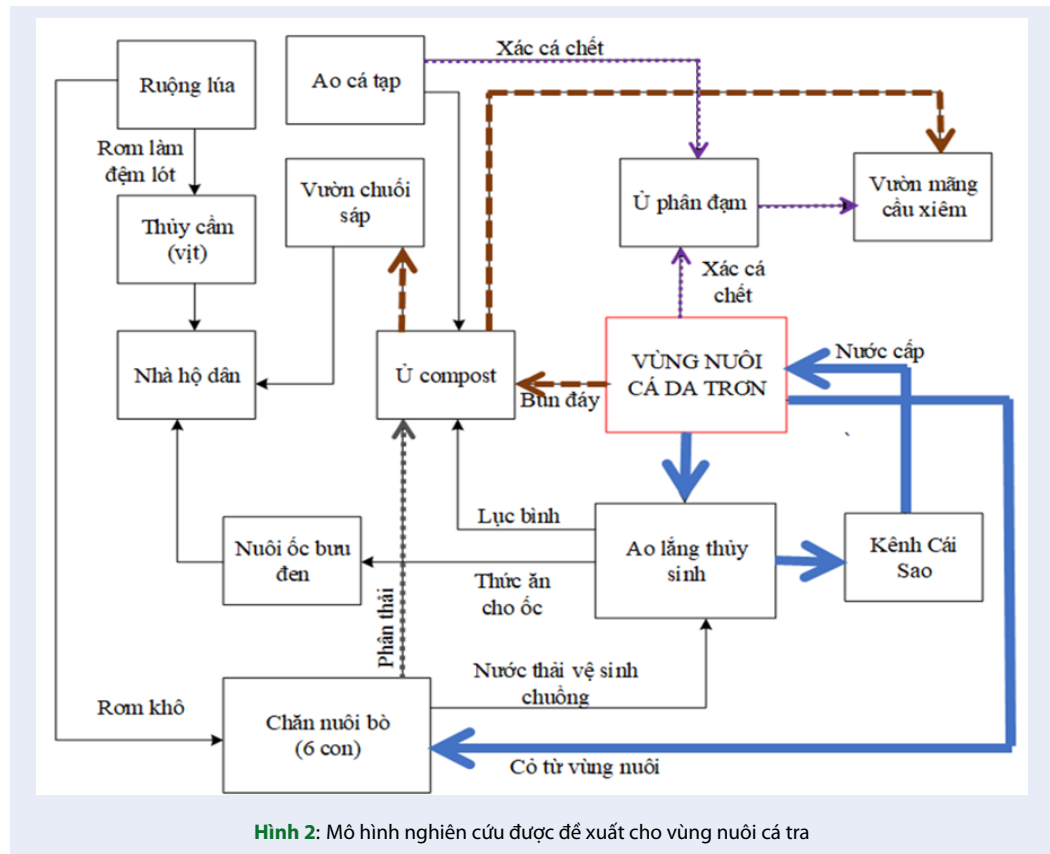 Xác cá chết
Ruộng lúa
Ao cá tạp
Rơm làm
đệm lót
Vườn chuối
sáp
Ủ phân đạm
Vườn mãng
cầu xiêm
Thủy cầm
(vịt)
Xác cá
chết
Nhà hộ dân
Ủ compost
VÙNG NUÔI
CÁ DA TRƠN
Nước cấp
Bùn đáy
Lục bình
Nuôi ốc bưu
đen
Thức ăn
cho ốc
Ao lắng thủy
sinh
Kênh Cái
Sao
Phân thải
Nước thải vệ sinh
chuồng
Rơm khô
Chăn nuôi bò
(6 con)
Cỏ từ vùng nuôi
Hình 2: Mô hình nghiên cứu được đề xuất cho vùng nuôi cá tra